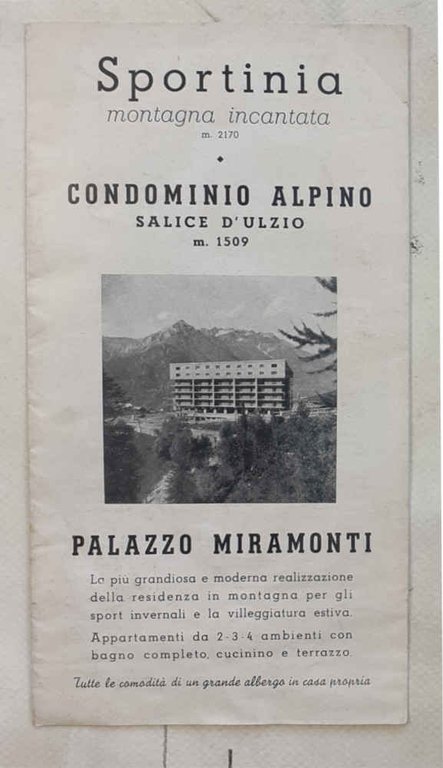 Sportinia
montagna incantata
m. 2170
CONDOMINIO ALPINO
SALICE D'ULZIO
m. 1509
PALAZZO MIRAMONTI
La più grandiosa e moderna realizzazione
della residenza in montagna per gli
sport invernali e la villeggiatura estiva.
Appartamenti da 2-3-4 ambienti con
bagno completo, cucinino e terrazzo.
Tutte le comodità di un grande albergo in casa propria